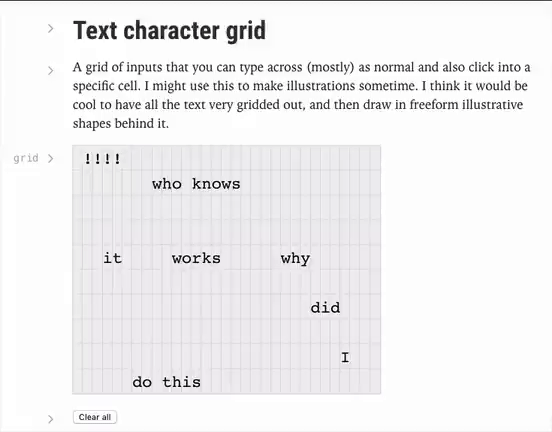 Text character grid
A grid of inputs that you can type across (mostly) as normal and also click into a
specific cell. I might use this to make illustrations sometime. I think it would be
cool to have all the text very gridded out, and then draw in freeform illustrative
shapes behind it.
grid
!!!!
who knows
it works why
did
I
do this
Clear all